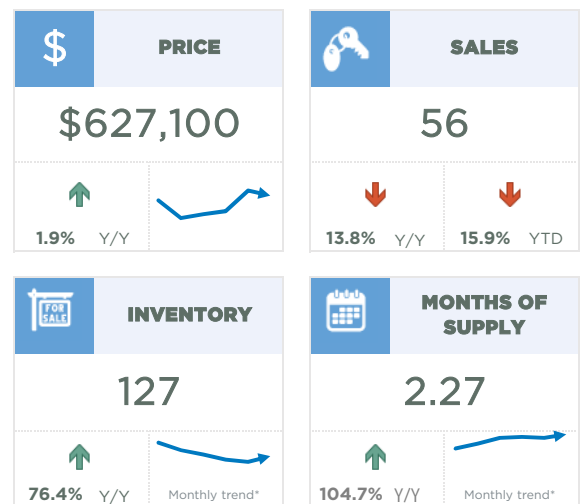 $
PRICE
$627,100
1.9% Y/Y
SALES
56
13.8% Y/Y
15.9% YTD
FOR
SALE
INVENTORY
127
76.4% Y/Y
Monthly trend*
MONTHS OF
SUPPLY
2.27
104.7% Y/Y
Monthly trend*